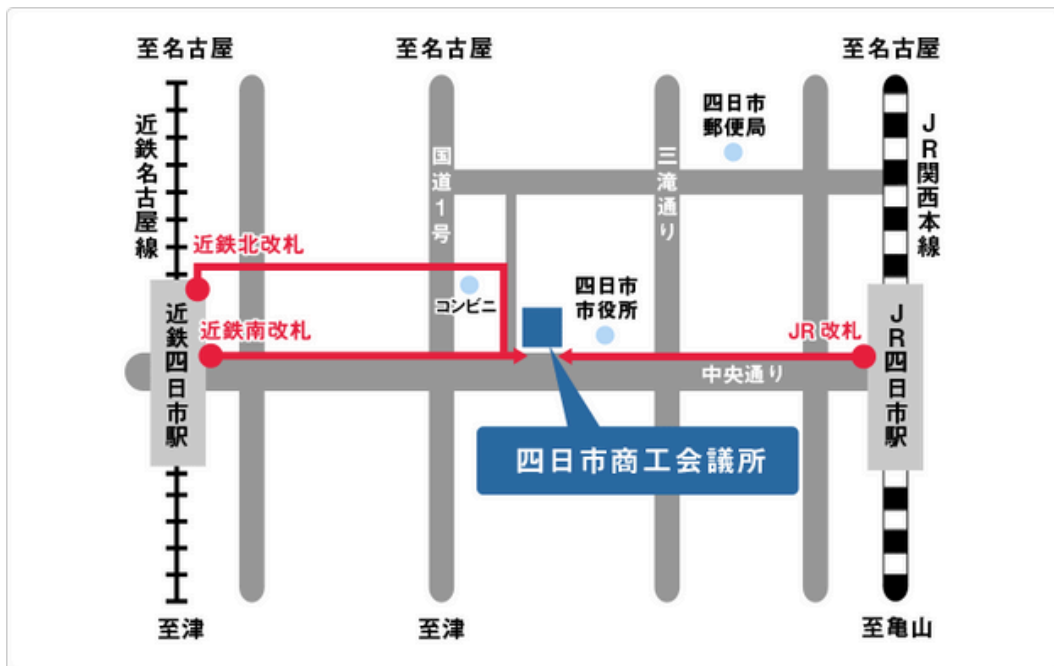 至名古屋
至名古屋
至名古屋
近鉄名古屋線
国道1号
三滝通り
四日市
郵便局
JR関西本線
近鉄北改札
コンビニ
四日市
市役所
近鉄南改札
JR改札
近鉄四日市駅
JR四日市駅
中央通り
四日市商工会議所
至津
至津
至亀山